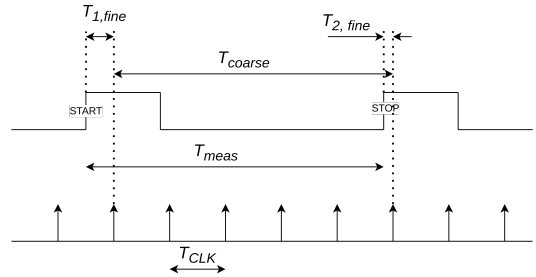 T1,fine
T2, fine
Tcoarse
START
STOP
Tmeas
TCLK